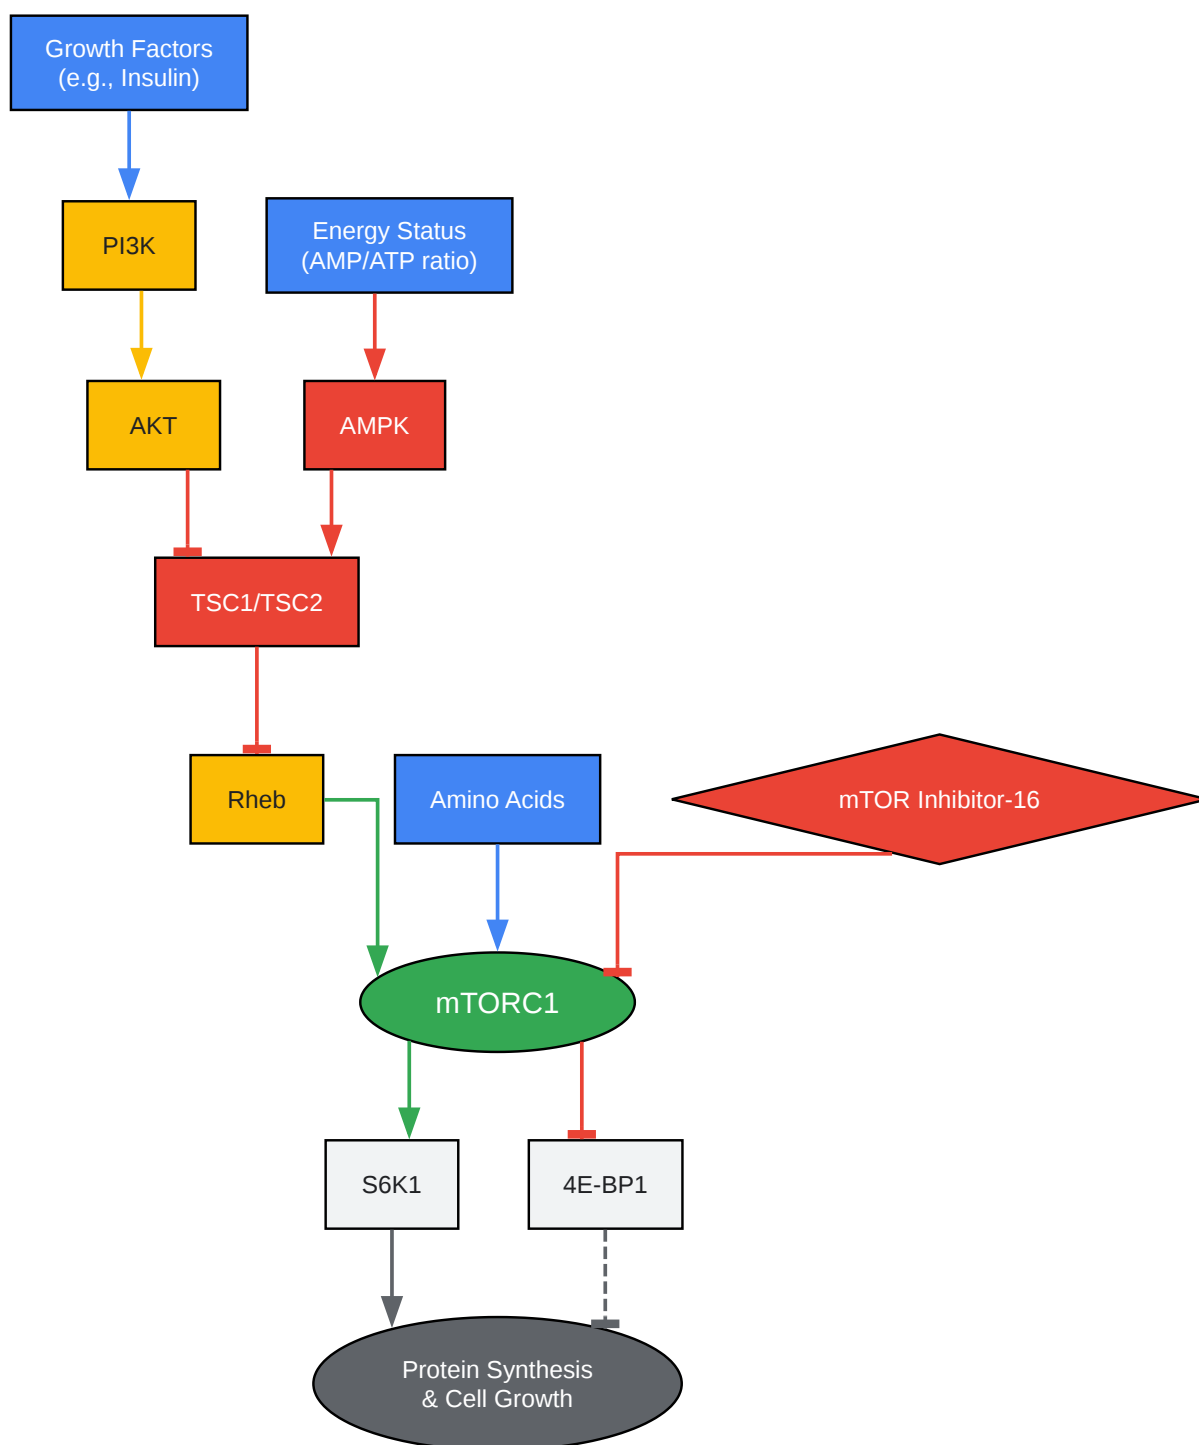 Growth Factors
(e.g., Insulin)
PI3K
Energy Status
(AMP/ATP ratio)
AKT
AMPK
TSC1/TSC2
Rheb
Amino Acids
mTOR Inhibitor-16
mTORC1
S6K1
4E-BP1
Protein Synthesis
& Cell Growth